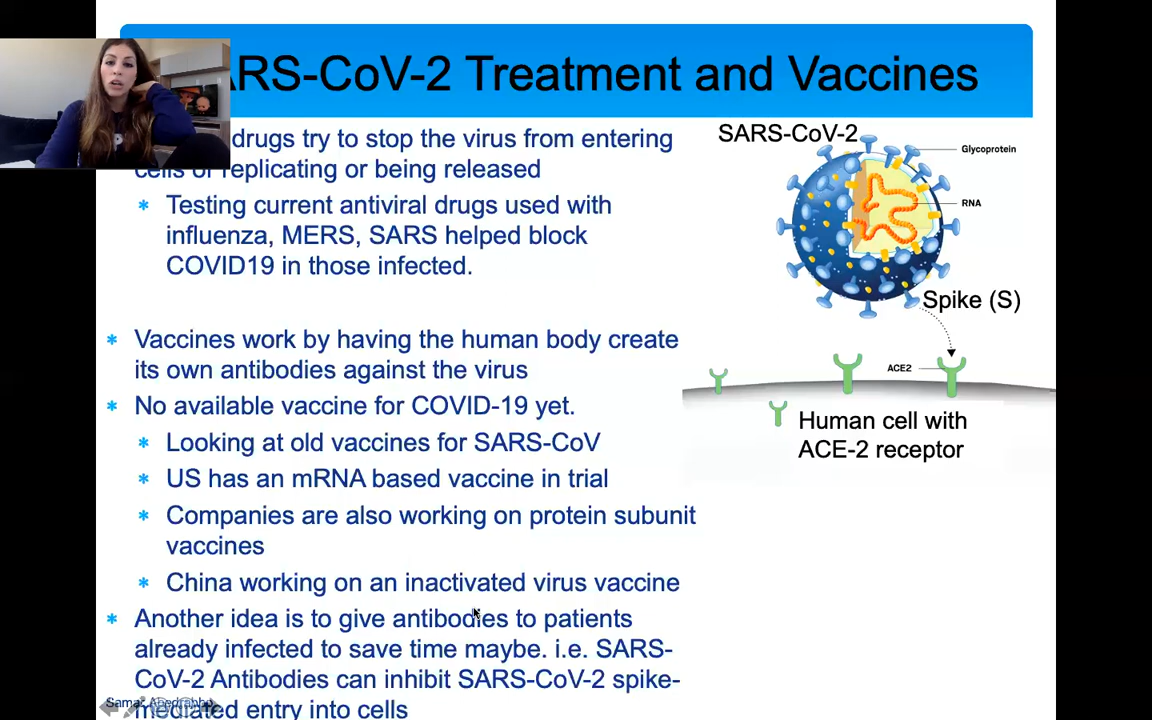 ARS-CoV-2 Treatment and Vaccines
drugs try to stop the virus from entering
cells or replicating or being released
* Testing current antiviral drugs used with
influenza, MERS, SARS helped block
COVID19 in those infected.
* Vaccines work by having the human body create
its own antibodies against the virus
* No available vaccine for COVID-19 yet.
* Looking at old vaccines for SARS-CoV
* US has an mRNA based vaccine in trial
* Companies are also working on protein subunit
vaccines
* China working on an inactivated virus vaccine
* Another idea is to give antibodies to patients
already infected to save time maybe. i.e. SARS-
CoV-2 Antibodies can inhibit SARS-CoV-2 spike-
mediated entry into cells
SARS-CoV-2
Glycoprotein
RNA
Spike (S)
ACE2
Human cell with
ACE-2 receptor